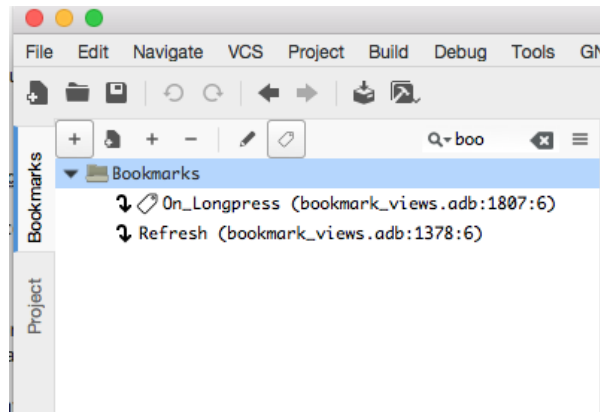 File Edit Navigate VCS Project Build Debug Tools GN
boo
Bookmarks
Bookmarks
On_Longpress (bookmark_views.adb:1807:6)
Refresh (bookmark_views.adb:1378:6)
Project